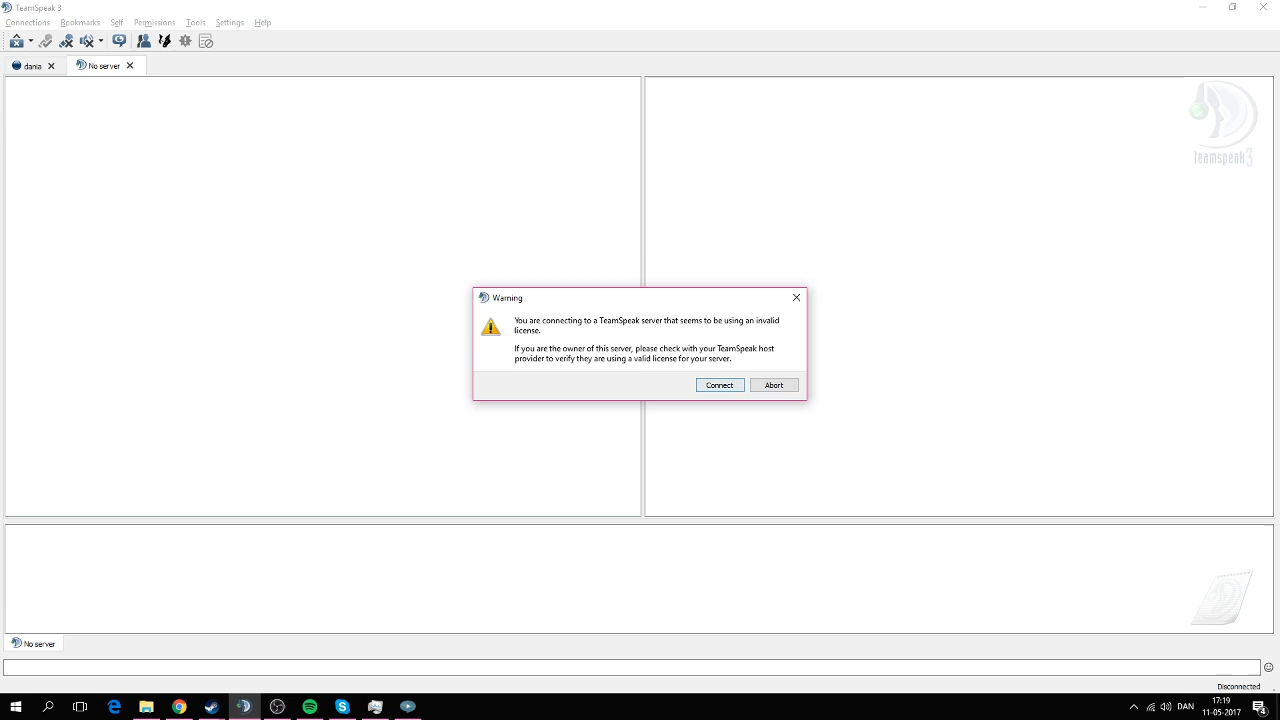 TeamSpeak 3
Connections Bookmarks Self Permissions Tools Settings Help
dania No server
teamspeak3
Warning
You are connecting to a TeamSpeak server that seems to be using an invalid
license.
If you are the owner of this server, please check with your TeamSpeak host
provider to verify they are using a valid license for your server.
Connect Abort
No server
Disconnected
DAN
17:19
11-05-2017
4